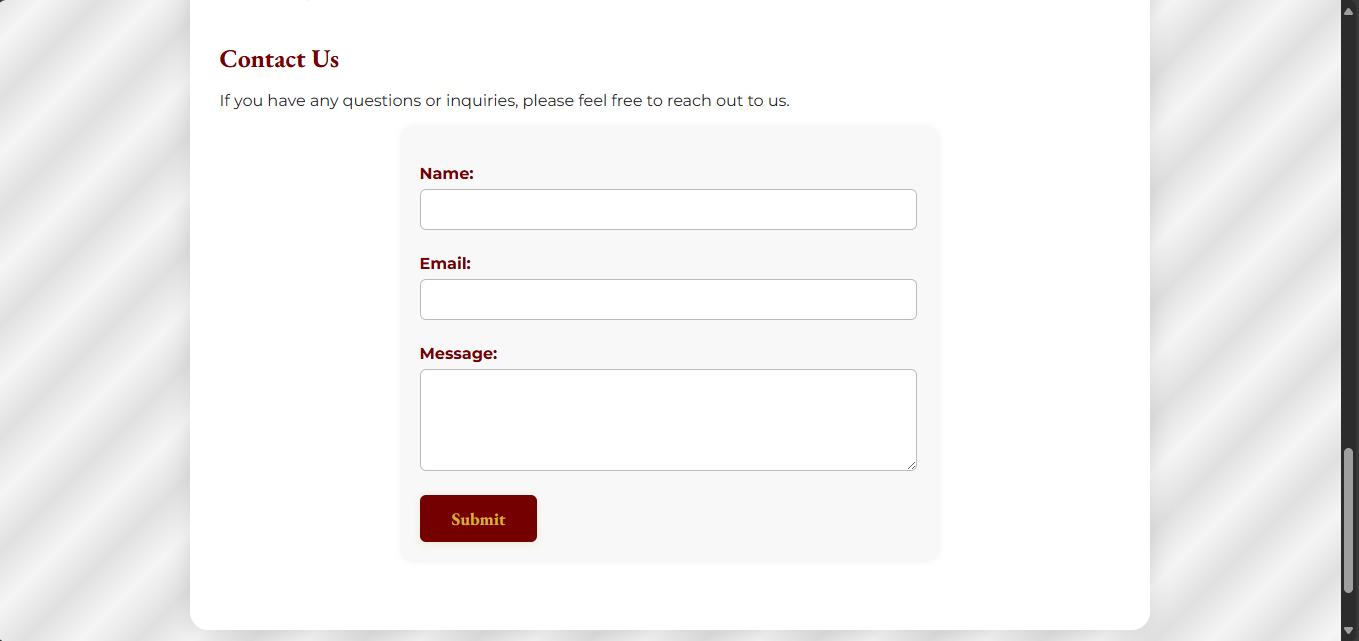 Contact Us
If you have any questions or inquiries, please feel free to reach out to us.
Name:
Email:
Message:
Submit